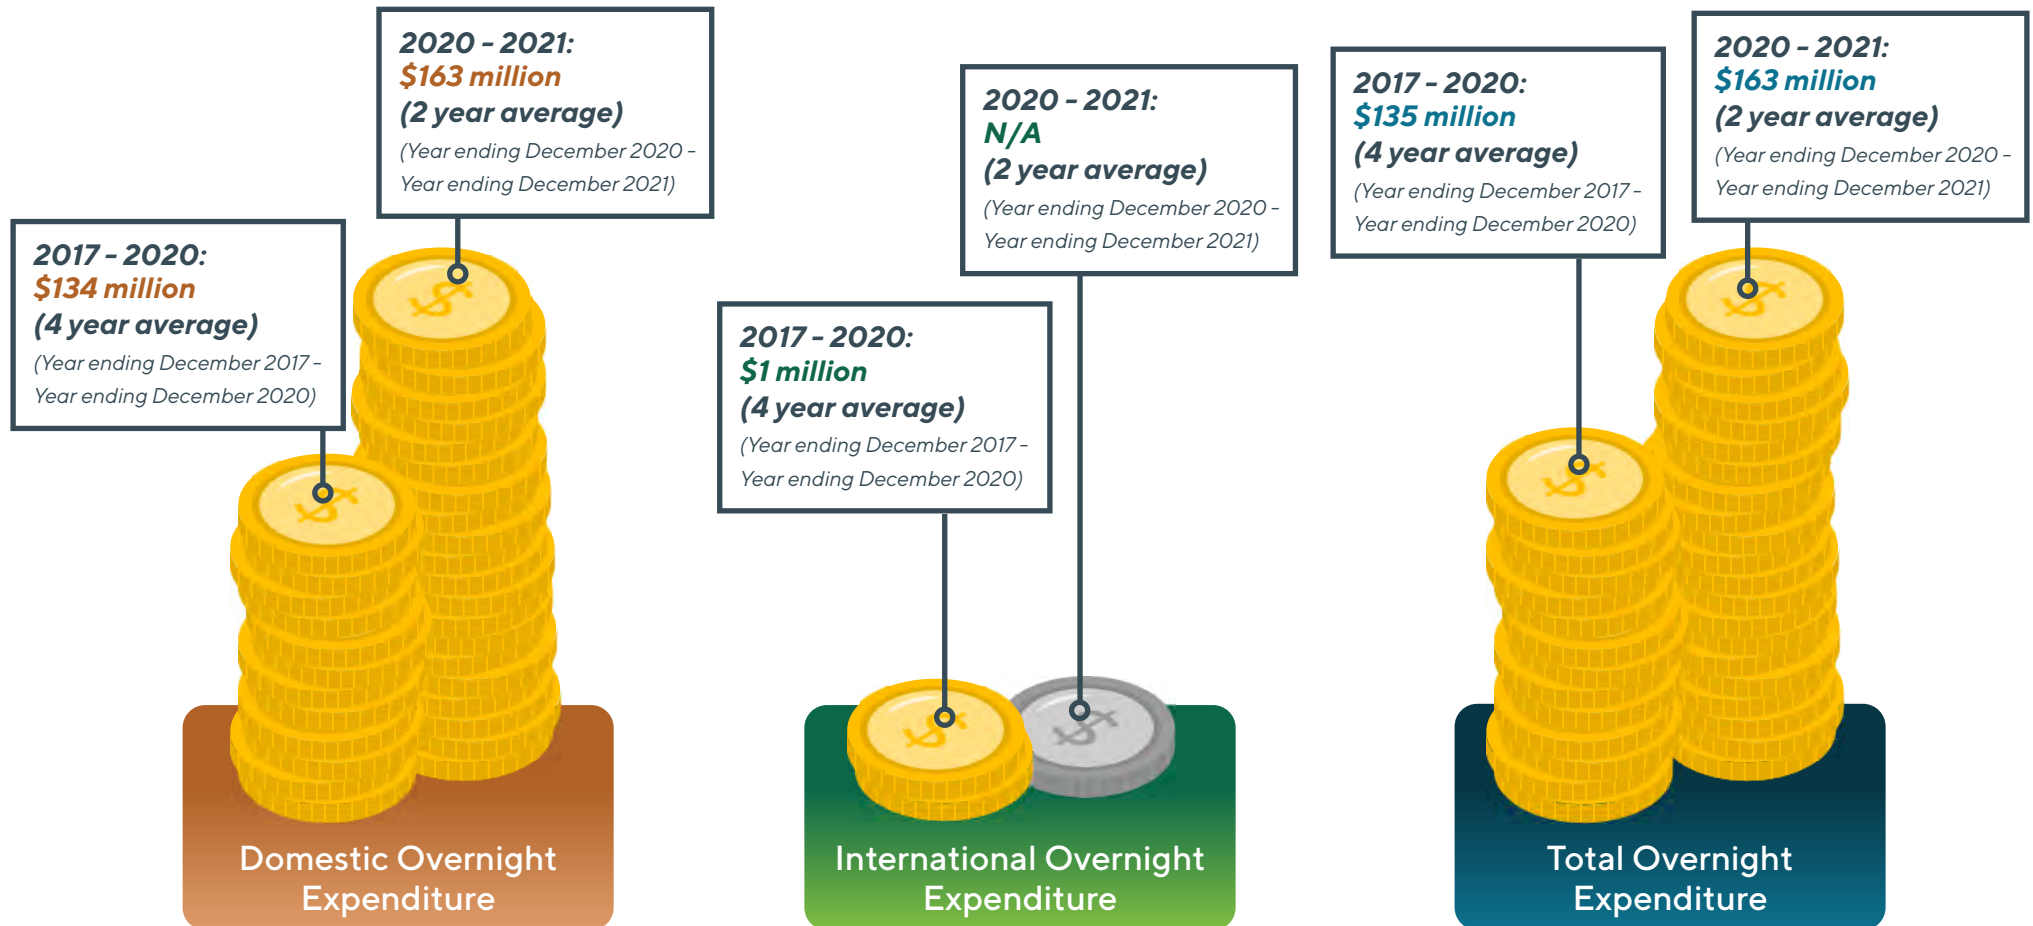 2017 - 2020:
$134 million
(4 year average)
(Year ending December 2017 -
Year ending December 2020)
2020 - 2021:
$163 million
(2 year average)
(Year ending December 2020 -
Year ending December 2021)
Domestic Overnight
Expenditure
2017 - 2020:
$1 million
(4 year average)
(Year ending December 2017 -
Year ending December 2020)
2020 - 2021:
N/A
(2 year average)
(Year ending December 2020 -
Year ending December 2021)
International Overnight
Expenditure
2017 - 2020:
$135 million
(4 year average)
(Year ending December 2017 -
Year ending December 2020)
2020 - 2021:
$163 million
(2 year average)
(Year ending December 2020 -
Year ending December 2021)
Total Overnight
Expenditure